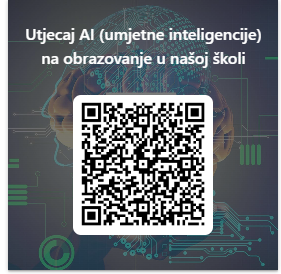 Utjecaj AI (umjetne inteligencije)
na obrazovanje u našoj školi